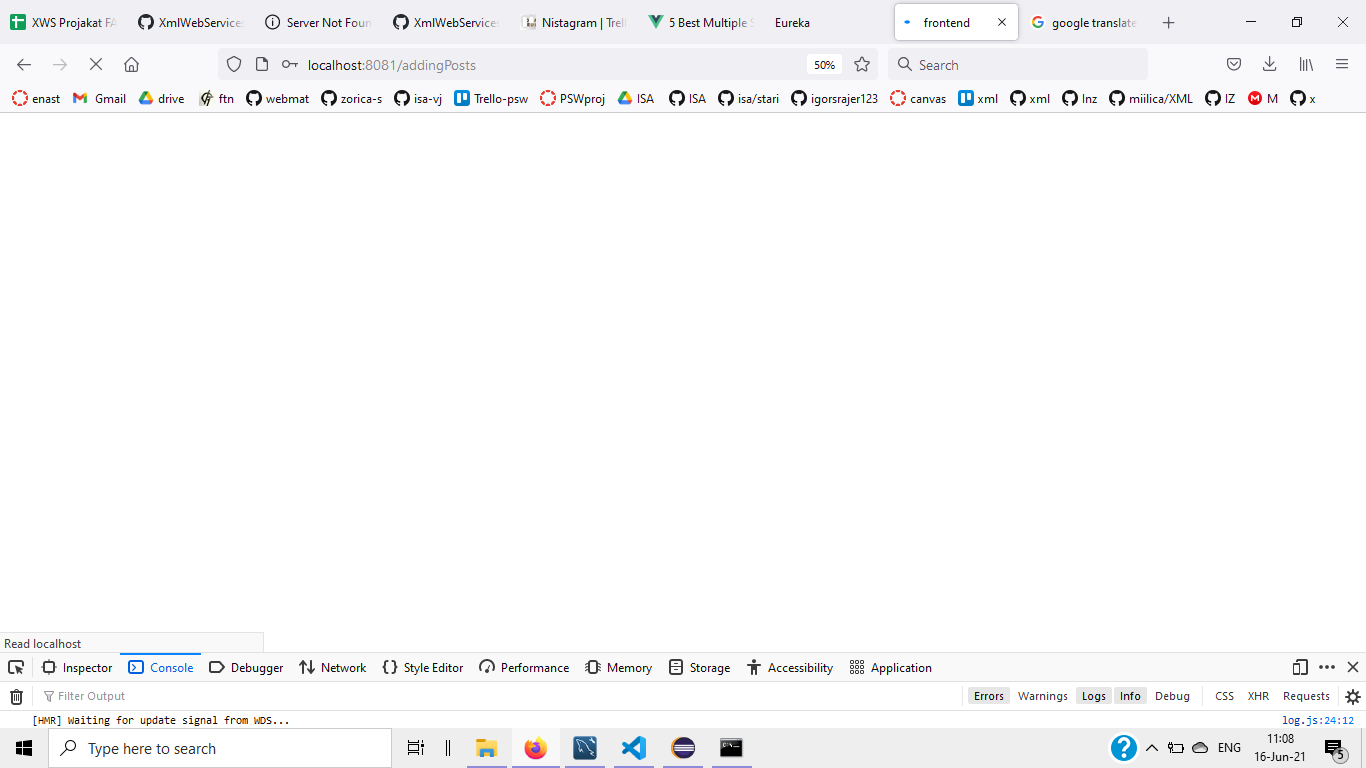 XWS Projakat FA XmlWebService Server Not Foun XmlWebService Nistagram | Trell 5 Best Multiple S Eureka frontend google translate
localhost:8081/addingPosts 50% Search
enast Gmail drive ftn webmat zorica-s isa-vj Trello-psw PSWproj ISA ISA isa/stari igorsrajer123 canvas xml xml lnz miilica/XML IZ M x
Read localhost
Inspector Console Debugger Network Style Editor Performance Memory Storage Accessibility Application
Filter Output Errors Warnings Logs Info Debug CSS XHR Requests
[HMR] Waiting for update signal from WDS... log.js:24:12
Type here to search ENG 11:08
16-Jun-21 5